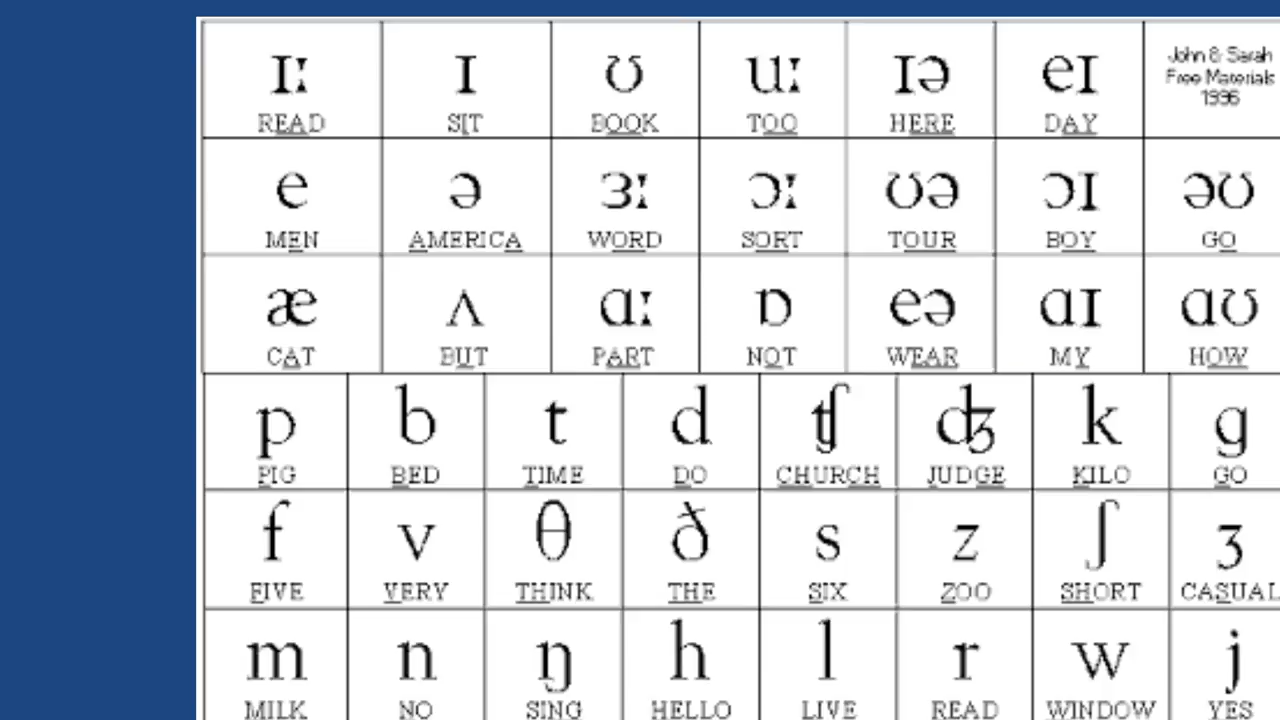 ɪː ɪ ʊ uː ɪə eɪ John & Sarah
Free Materials
1996
READ SIT BOOK TOO HERE DAY
e ə ɜː ɔː ʊə ɔɪ əʊ
MEN AMERICA WORD SORT TOUR BOY GO
æ ʌ ɑː ɒ eə ɑɪ ɑʊ
CAT BUT PART NOT WEAR MY HOW
p b t d ʧ ʤ k g
PIG BED TIME DO CHURCH JUDGE KILO GO
f v θ ð s z ʃ ʒ
FIVE VERY THINK THE SIX ZOO SHORT CASUAL
m n ŋ h l r w j
MILK NO SING HELLO LIVE READ WINDOW YES